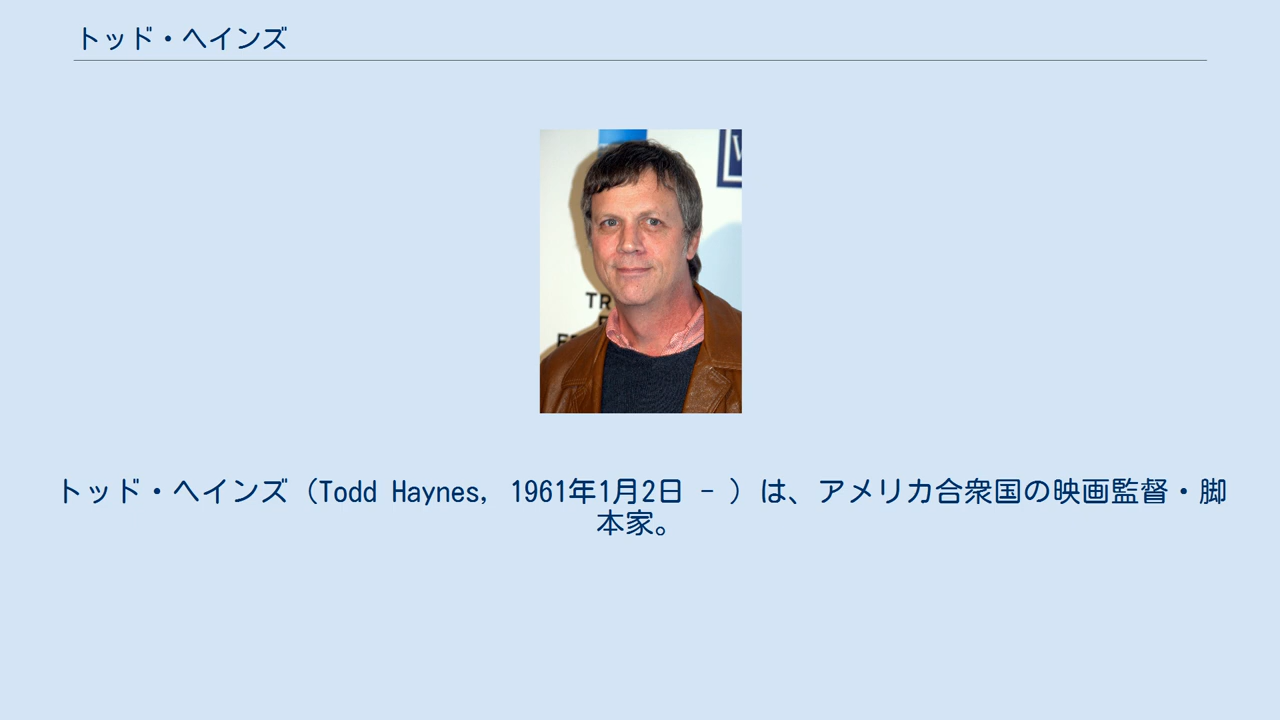 トッド・ヘインズ
TR
トッド・ヘインズ（Todd Haynes, 1961年1月2日 - ）は、アメリカ合衆国の映画監督・脚
本家。